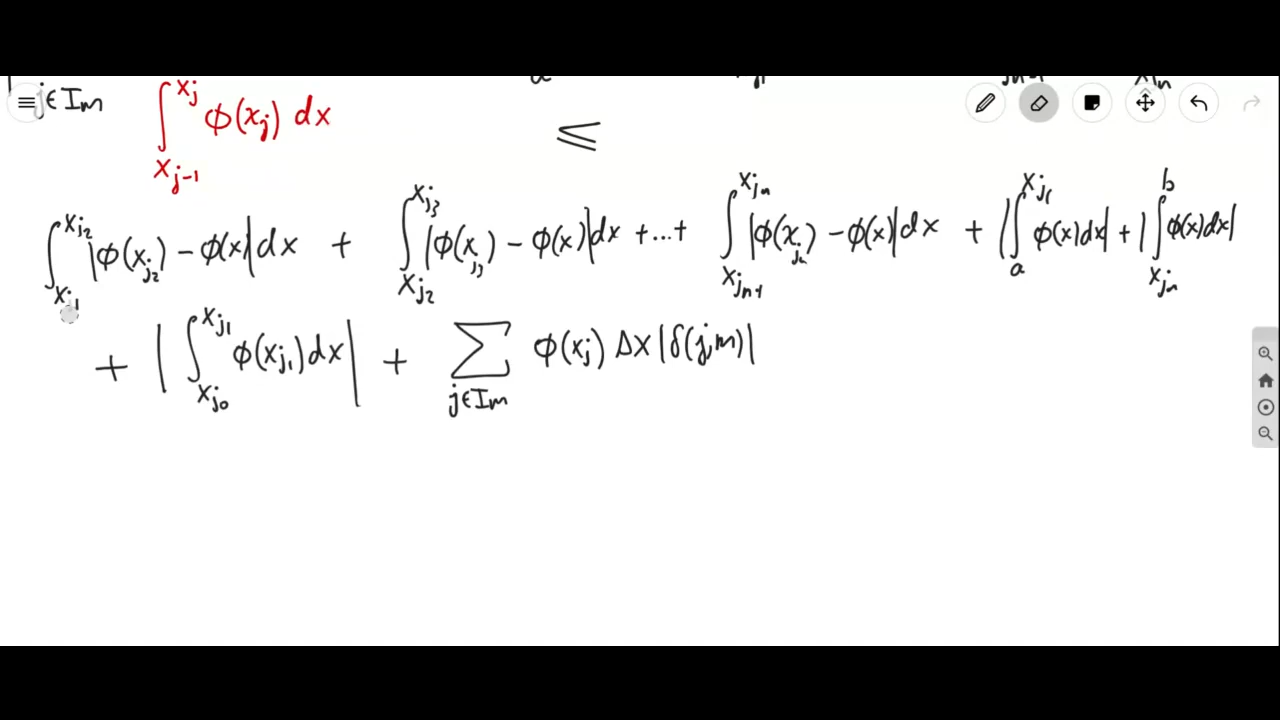 j∈Im ∫_{x_{j-1}}^{x_j} φ(x_j) dx ≤
∫_{x_{j1}}^{x_{j2}} |φ(x_{j2}) − φ(x)| dx + ∫_{x_{j2}}^{x_{j3}} |φ(x_{j3}) − φ(x)| dx + ... + ∫_{x_{jn-1}}^{x_{jn}} |φ(x_{jn}) − φ(x)| dx + |∫_a^{x_{j1}} φ(x)dx| + |∫_{x_{jn}}^b φ(x)dx|
+ |∫_{x_{j0}}^{x_{j1}} φ(x_{j1}) dx| + ∑_{j∈Im} φ(x_j) Δx |δ(j,m)|